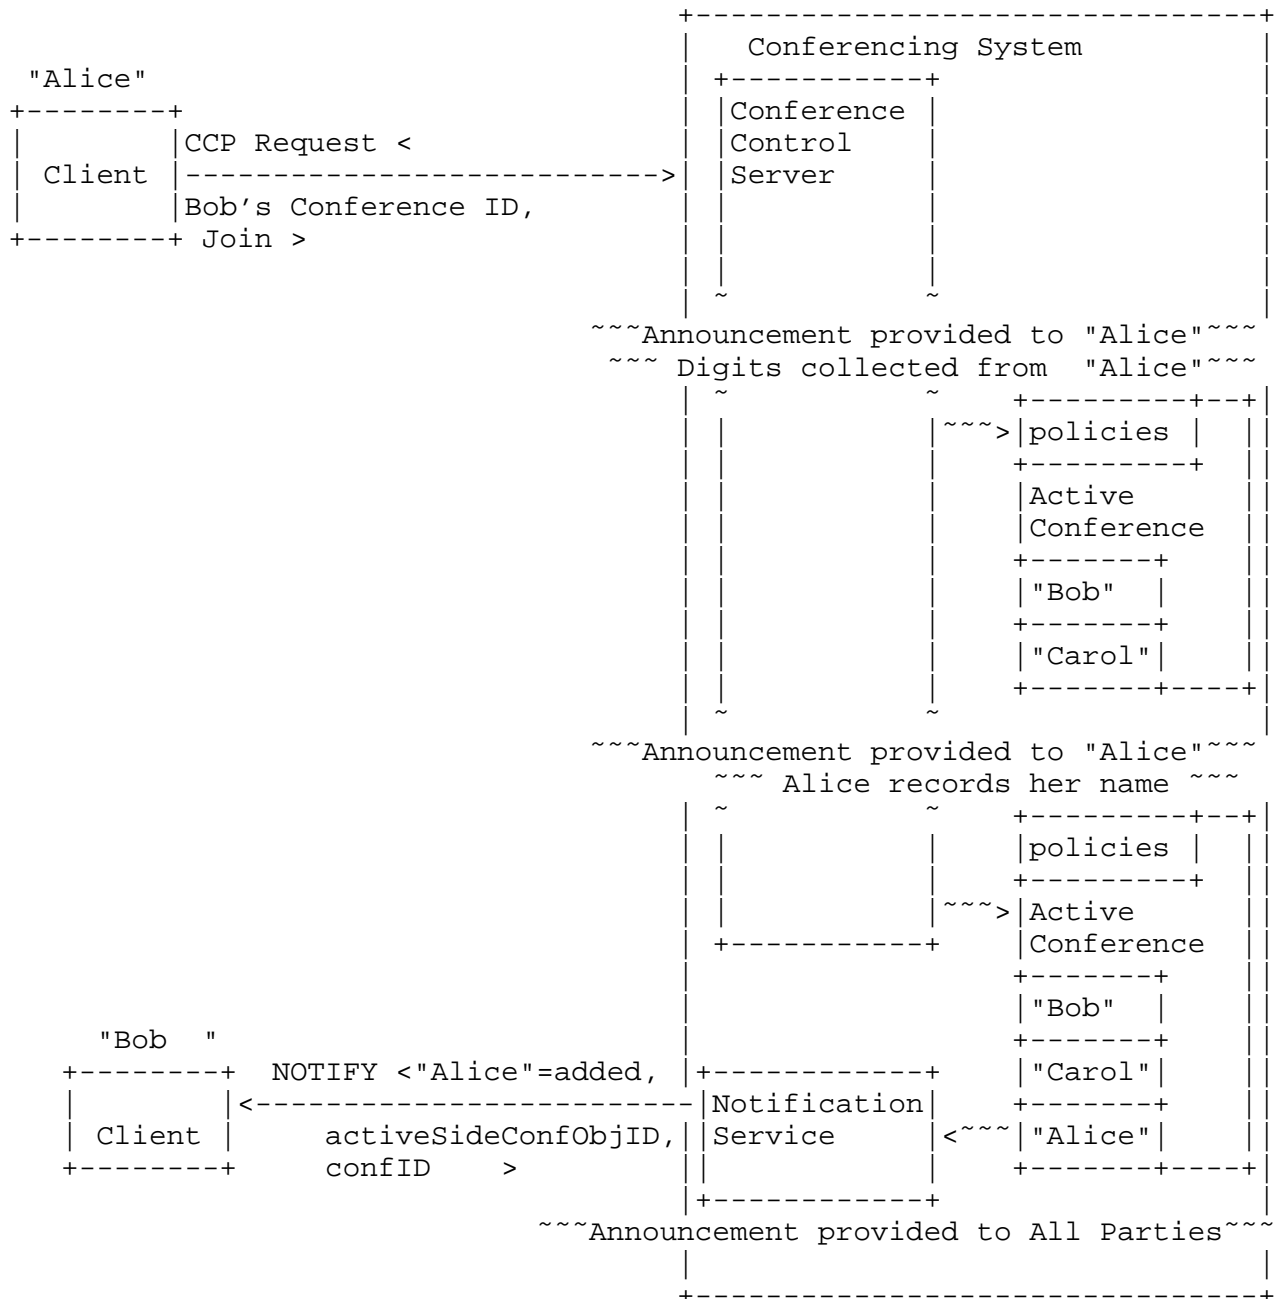 Conferencing System
"Alice"
Conference
CCP Request <
Control
Client
Server
Bob's Conference ID,
Join >
~~~Announcement provided to "Alice"~~~
~~~ Digits collected from  "Alice"~~~
~~~>
policies
Active
Conference
"Bob"
"Carol"
~~~Announcement provided to "Alice"~~~
~~~ Alice records her name ~~~
policies
~~~>
Active
Conference
"Bob"
"Bob  "
NOTIFY <"Alice"=added,
"Carol"
Notification
Client
activeSideConfObjID,
Service
<~~~
"Alice"
confID    >
~~~Announcement provided to All Parties~~~